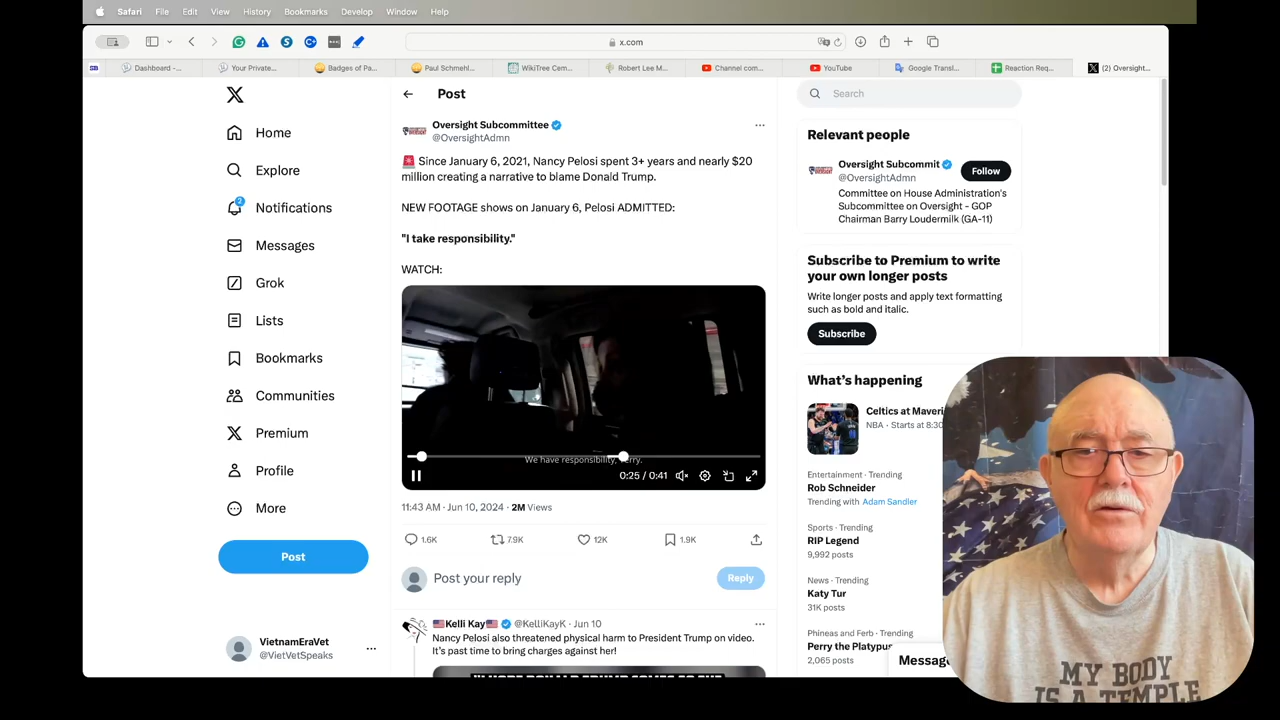 Safari File Edit View History Bookmarks Develop Window Help
x.com
SB Dashboard -... Your Private... Badges of Pa... Paul Schmehl... WikiTree Cem... Robert Lee M... Channel com... YouTube Google Transl... Reaction Req... (2) Oversight...
Home
Explore
2
Notifications
Messages
Grok
Lists
Bookmarks
Communities
Premium
Profile
More
Post
VietnamEraVet
@VietVetSpeaks
Post
Oversight Subcommittee
@OversightAdmn
Since January 6, 2021, Nancy Pelosi spent 3+ years and nearly $20
million creating a narrative to blame Donald Trump.
NEW FOOTAGE shows on January 6, Pelosi ADMITTED:
"I take responsibility."
WATCH:
We have responsibility,
0:25 / 0:41
11:43 AM · Jun 10, 2024 · 2M Views
1.6K 7.9K 12K 1.9K
Post your reply
Reply
Kelli Kay @KelliKayK · Jun 10
Nancy Pelosi also threatened physical harm to President Trump on video.
It's past time to bring charges against her!
Search
Relevant people
Oversight Subcommit
@OversightAdmn
Follow
Committee on House Administration's
Subcommittee on Oversight - GOP
Chairman Barry Loudermilk (GA-11)
Subscribe to Premium to write
your own longer posts
Write longer posts and apply text formatting
such as bold and italic.
Subscribe
What's happening
Celtics at Maveri
NBA · Starts at 8:30
Entertainment · Trending
Rob Schneider
Trending with Adam Sandler
Sports · Trending
RIP Legend
9,992 posts
News · Trending
Katy Tur
31K posts
Phineas and Ferb · Trending
Perry the Platypus
2,065 posts
Message
MY BODY
IS A TEMPLE